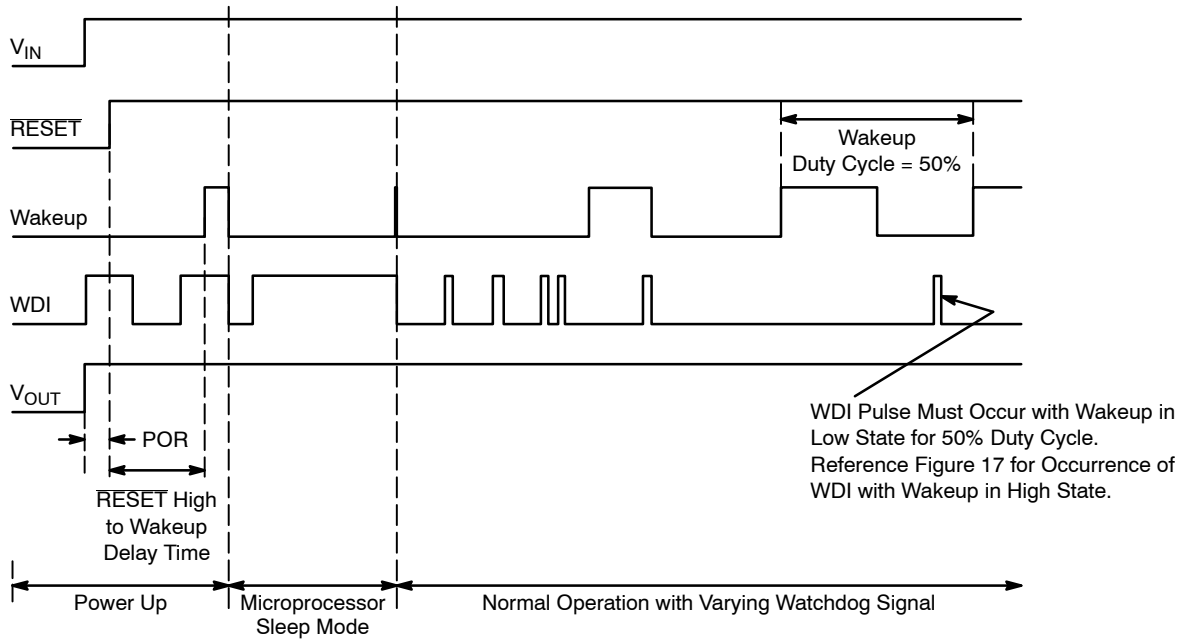 VIN
RESET
Wakeup
Duty Cycle = 50%
Wakeup
WDI
VOUT
POR
RESET High
to Wakeup
Delay Time
WDI Pulse Must Occur with Wakeup in
Low State for 50% Duty Cycle.
Reference Figure 17 for Occurrence of
WDI with Wakeup in High State.
Power Up
Microprocessor
Sleep Mode
Normal Operation with Varying Watchdog Signal